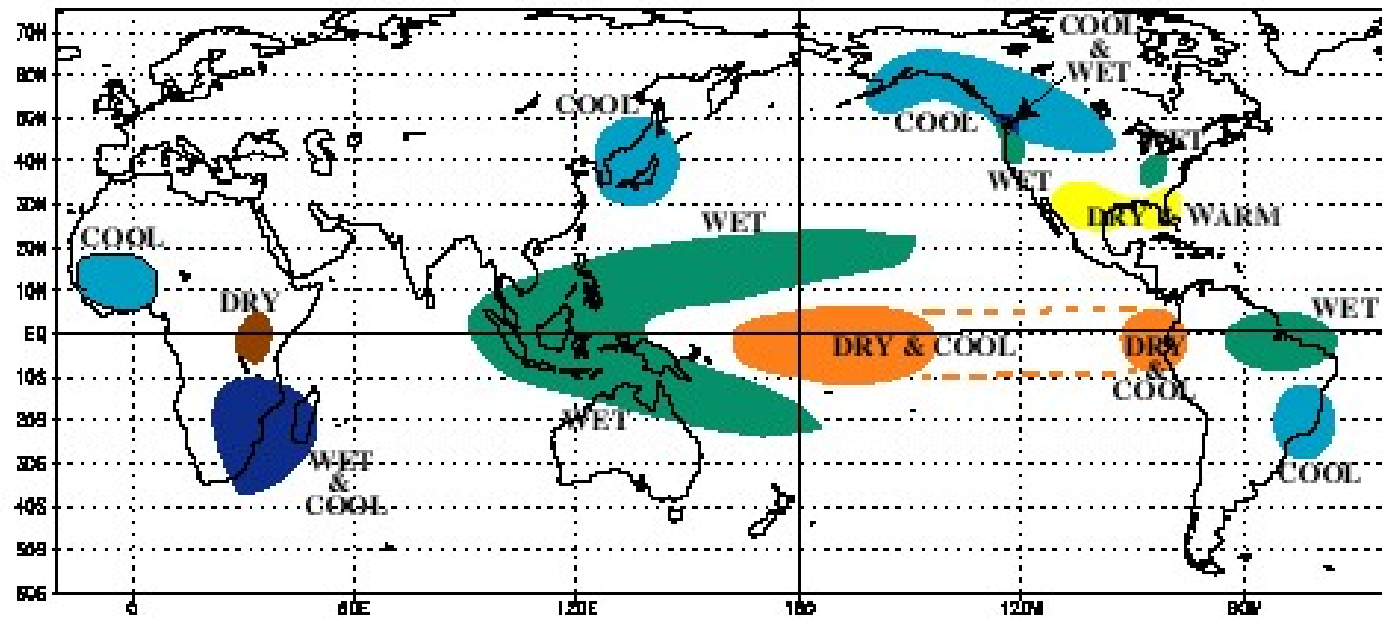 70N
COOL
&
WET
60N
COOL
COOL
50N
WET
40N
WET
30N
DRY & WARM
WET
20N
COOL
10N
DRY
WET
EQ
DRY & COOL
DRY
&
COOL
10S
20S
WET
30S
WET
&
COOL
COOL
40S
50S
60S
0
60E
120E
180
120W
60W